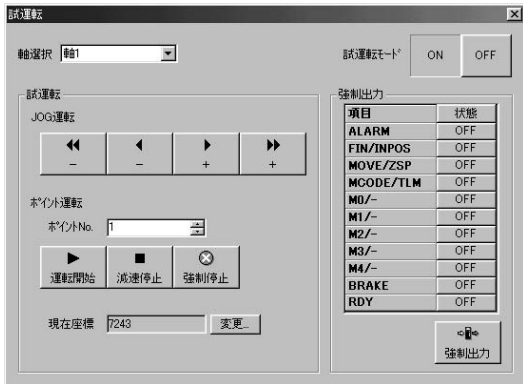 試運転
軸選択 軸1
試運転モード ON OFF
試運転
JOG運転
－ － ＋ ＋
ポイント運転
ポイントNo. 1
運転開始 減速停止 強制停止
現在座標 7243 変更...
強制出力
項目 状態
ALARM OFF
FIN/INPOS OFF
MOVE/ZSP OFF
MCODE/TLM OFF
M0/- OFF
M1/- OFF
M2/- OFF
M3/- OFF
M4/- OFF
BRAKE OFF
RDY OFF
強制出力